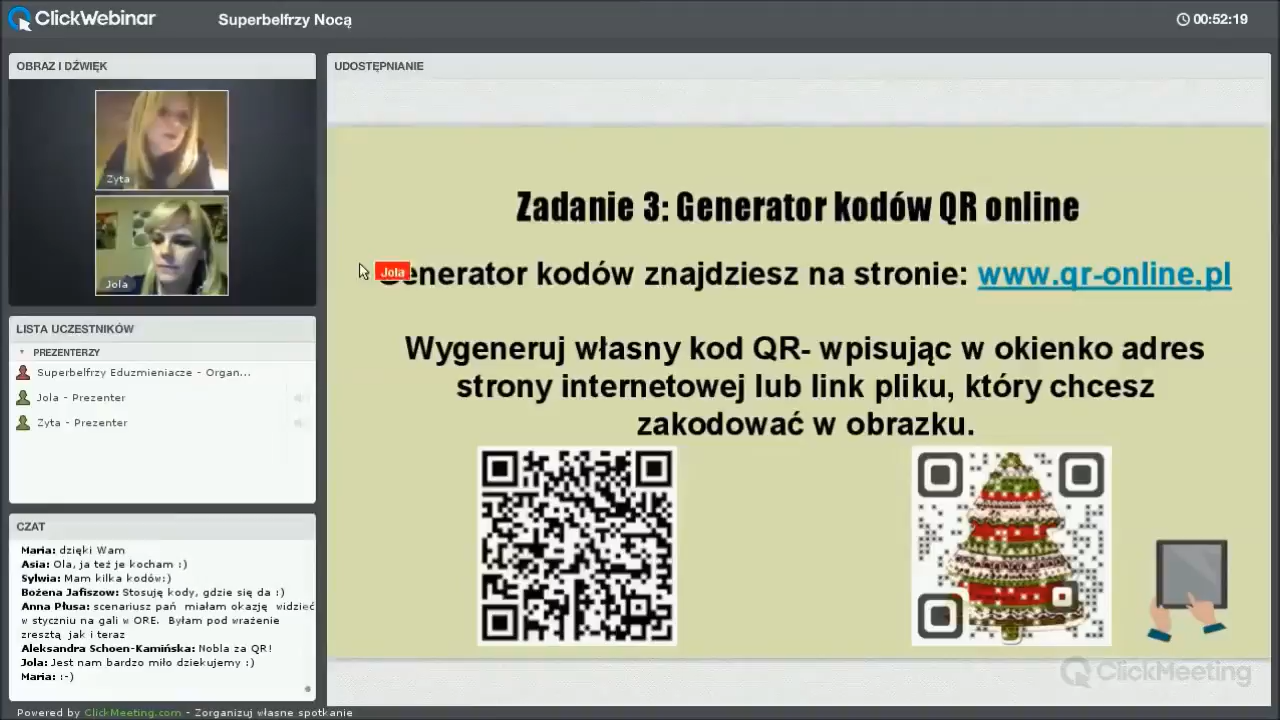 ClickWebinar
Superbelfrzy Nocą
00:52:19
OBRAZ I DŹWIĘK
Zyta
Jola
LISTA UCZESTNIKÓW
PREZENTERZY
Superbelfrzy Eduzmieniacze - Organ...
Jola - Prezenter
Zyta - Prezenter
CZAT
Maria: dzięki Wam
Asia: Ola, ja też je kocham :)
Sylwia: Mam kilka kodów:)
Bożena Jafiszow: Stosuję kody, gdzie się da :)
Anna Płusa: scenariusz pań miałam okazję widzieć
w styczniu na gali w ORE. Byłam pod wrażenie
zresztą jak i teraz
Aleksandra Schoen-Kamińska: Nobla za QR!
Jola: Jest nam bardzo miło dziekujemy :)
Maria: :-)
Powered by ClickMeeting.com - Zorganizuj własne spotkanie
UDOSTĘPNIANIE
Zadanie 3: Generator kodów QR online
Jola
Generator kodów znajdziesz na stronie: www.qr-online.pl
Wygeneruj własny kod QR- wpisując w okienko adres
strony internetowej lub link pliku, który chcesz
zakodować w obrazku.
ClickMeeting